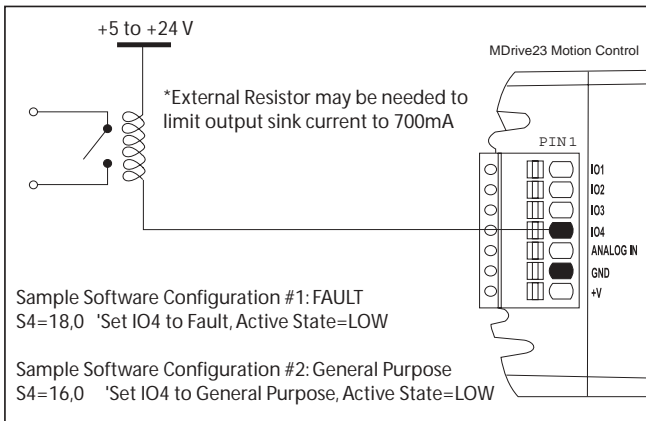 +5 to +24 V
MDrive23 Motion Control
*External Resistor may be needed to
limit output sink current to 700mA
PIN1
IO1
IO2
IO3
IO4
ANALOG IN
GND
+V
Sample Software Configuration #1: FAULT
S4=18,0 'Set IO4 to Fault, Active State=LOW
Sample Software Configuration #2: General Purpose
S4=16,0 'Set IO4 to General Purpose, Active State=LOW